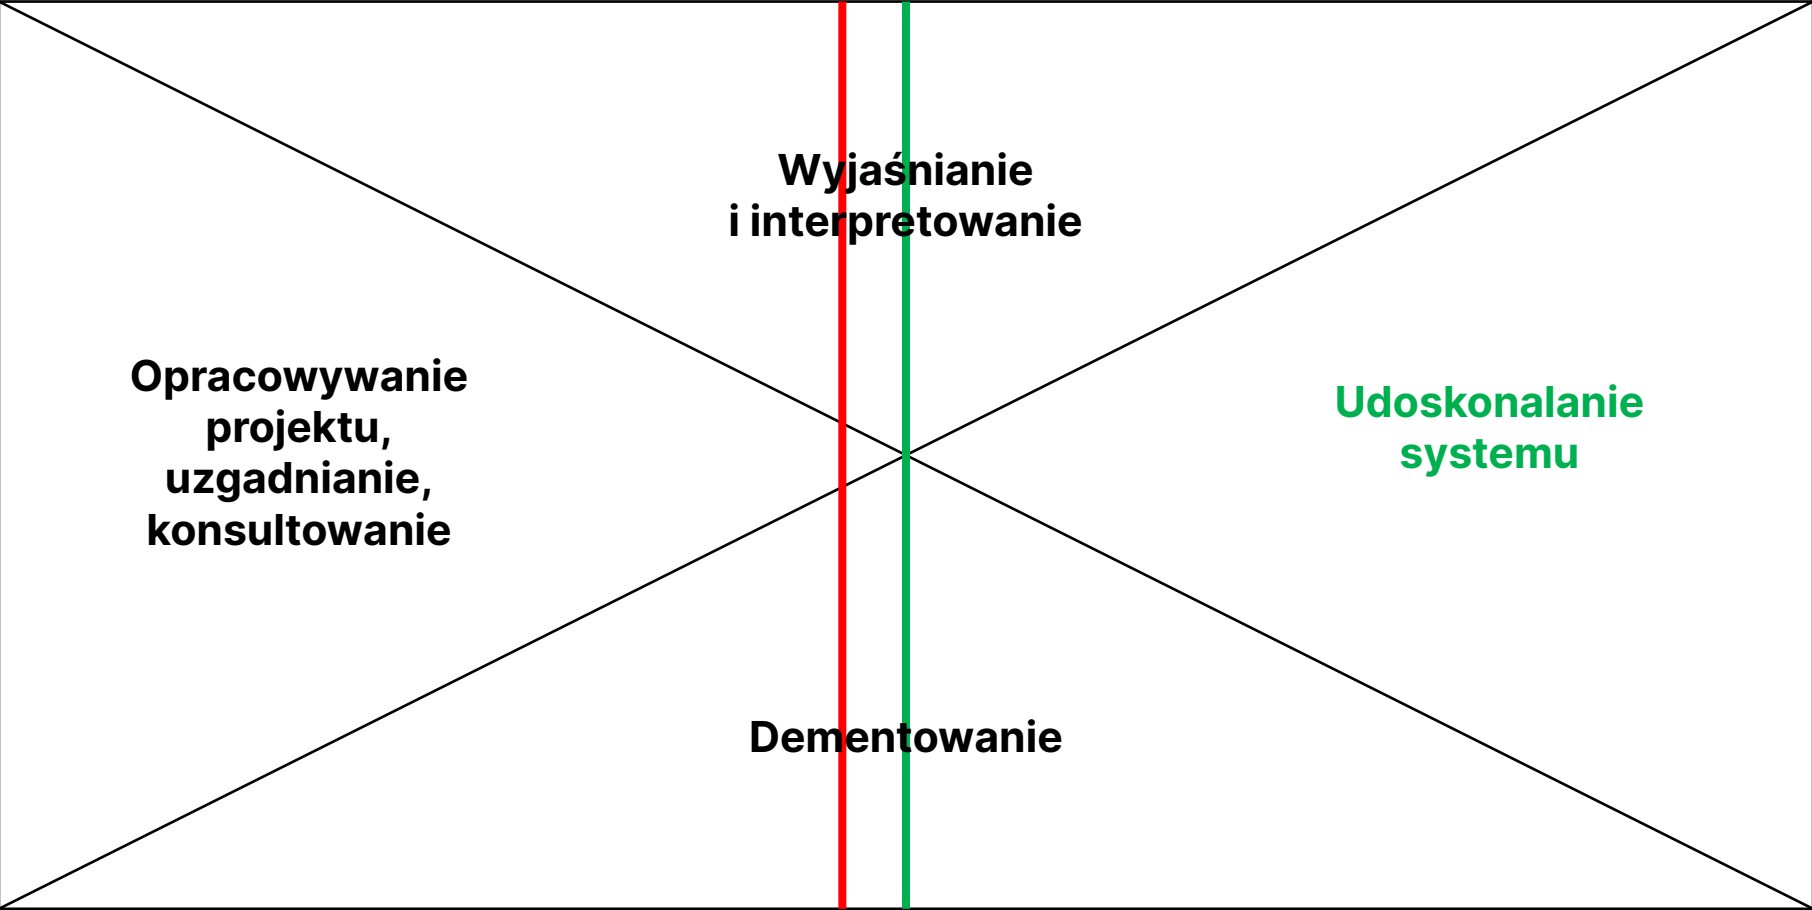 Wyjaśnianie
i interpretowanie
Opracowywanie
projektu,
uzgadnianie,
konsultowanie
Udoskonalanie
systemu
Dementowanie